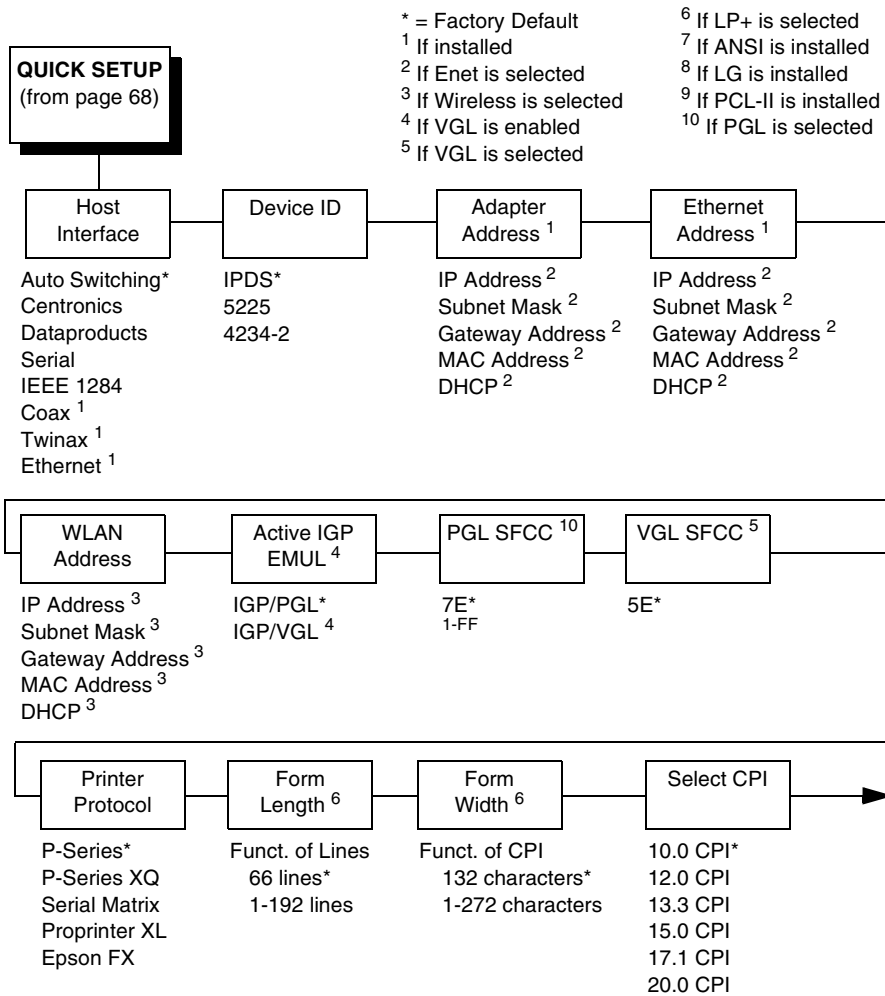 QUICK SETUP
(from page 68)
* = Factory Default
1 If installed
2 If Enet is selected
3 If Wireless is selected
4 If VGL is enabled
5 If VGL is selected
6 If LP+ is selected
7 If ANSI is installed
8 If LG is installed
9 If PCL-II is installed
10 If PGL is selected
Host
Interface
Auto Switching*
Centronics
Dataproducts
Serial
IEEE 1284
Coax 1
Twinax 1
Ethernet 1
Device ID
IPDS*
5225
4234-2
Adapter
Address 1
IP Address 2
Subnet Mask 2
Gateway Address 2
MAC Address 2
DHCP 2
Ethernet
Address 1
IP Address 2
Subnet Mask 2
Gateway Address 2
MAC Address 2
DHCP 2
WLAN
Address
IP Address 3
Subnet Mask 3
Gateway Address 3
MAC Address 3
DHCP 3
Active IGP
EMUL 4
IGP/PGL*
IGP/VGL 4
PGL SFCC 10
7E*
1-FF
VGL SFCC 5
5E*
Printer
Protocol
P-Series*
P-Series XQ
Serial Matrix
Proprinter XL
Epson FX
Form
Length 6
Funct. of Lines
66 lines*
1-192 lines
Form
Width 6
Funct. of CPI
132 characters*
1-272 characters
Select CPI
10.0 CPI*
12.0 CPI
13.3 CPI
15.0 CPI
17.1 CPI
20.0 CPI